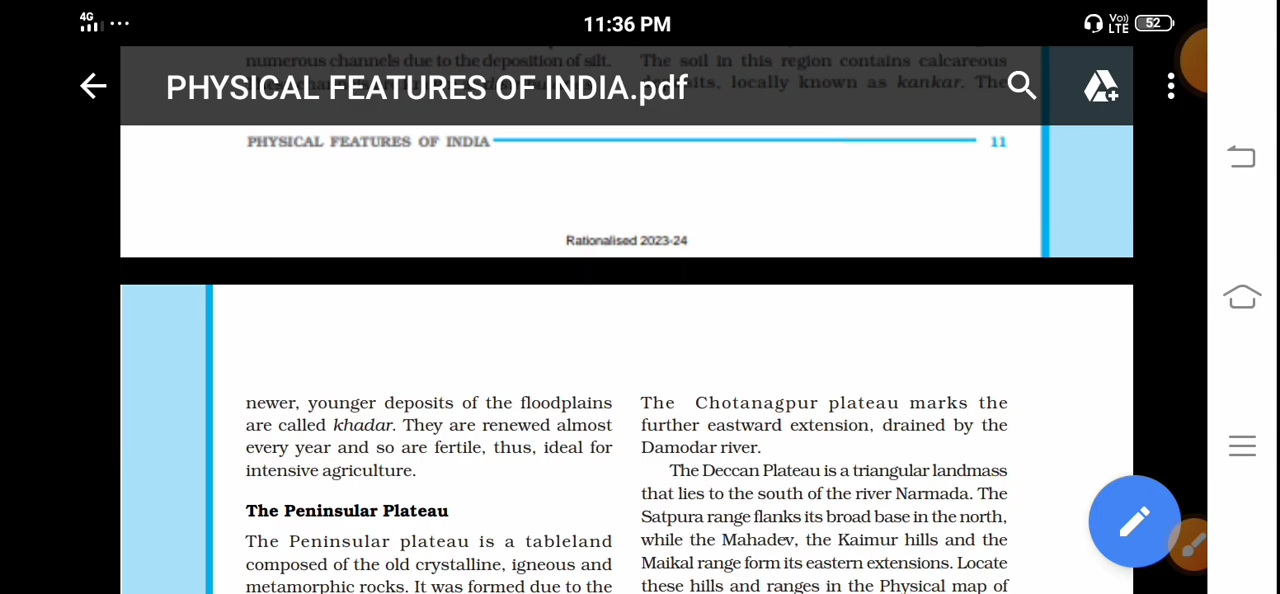 4G
11:36 PM
Vo))
LTE
52
numerous channels due to the deposition of silt.
The soil in this region contains calcareous
PHYSICAL FEATURES OF INDIA.pdf
locally known as kankar. The
PHYSICAL FEATURES OF INDIA
11
Rationalised 2023-24
newer, younger deposits of the floodplains
are called khadar. They are renewed almost
every year and so are fertile, thus, ideal for
intensive agriculture.
The Peninsular Plateau
The Peninsular plateau is a tableland
composed of the old crystalline, igneous and
metamorphic rocks. It was formed due to the
The Chotanagpur plateau marks the
further eastward extension, drained by the
Damodar river.
The Deccan Plateau is a triangular landmass
that lies to the south of the river Narmada. The
Satpura range flanks its broad base in the north,
while the Mahadev, the Kaimur hills and the
Maikal range form its eastern extensions. Locate
these hills and ranges in the Physical map of